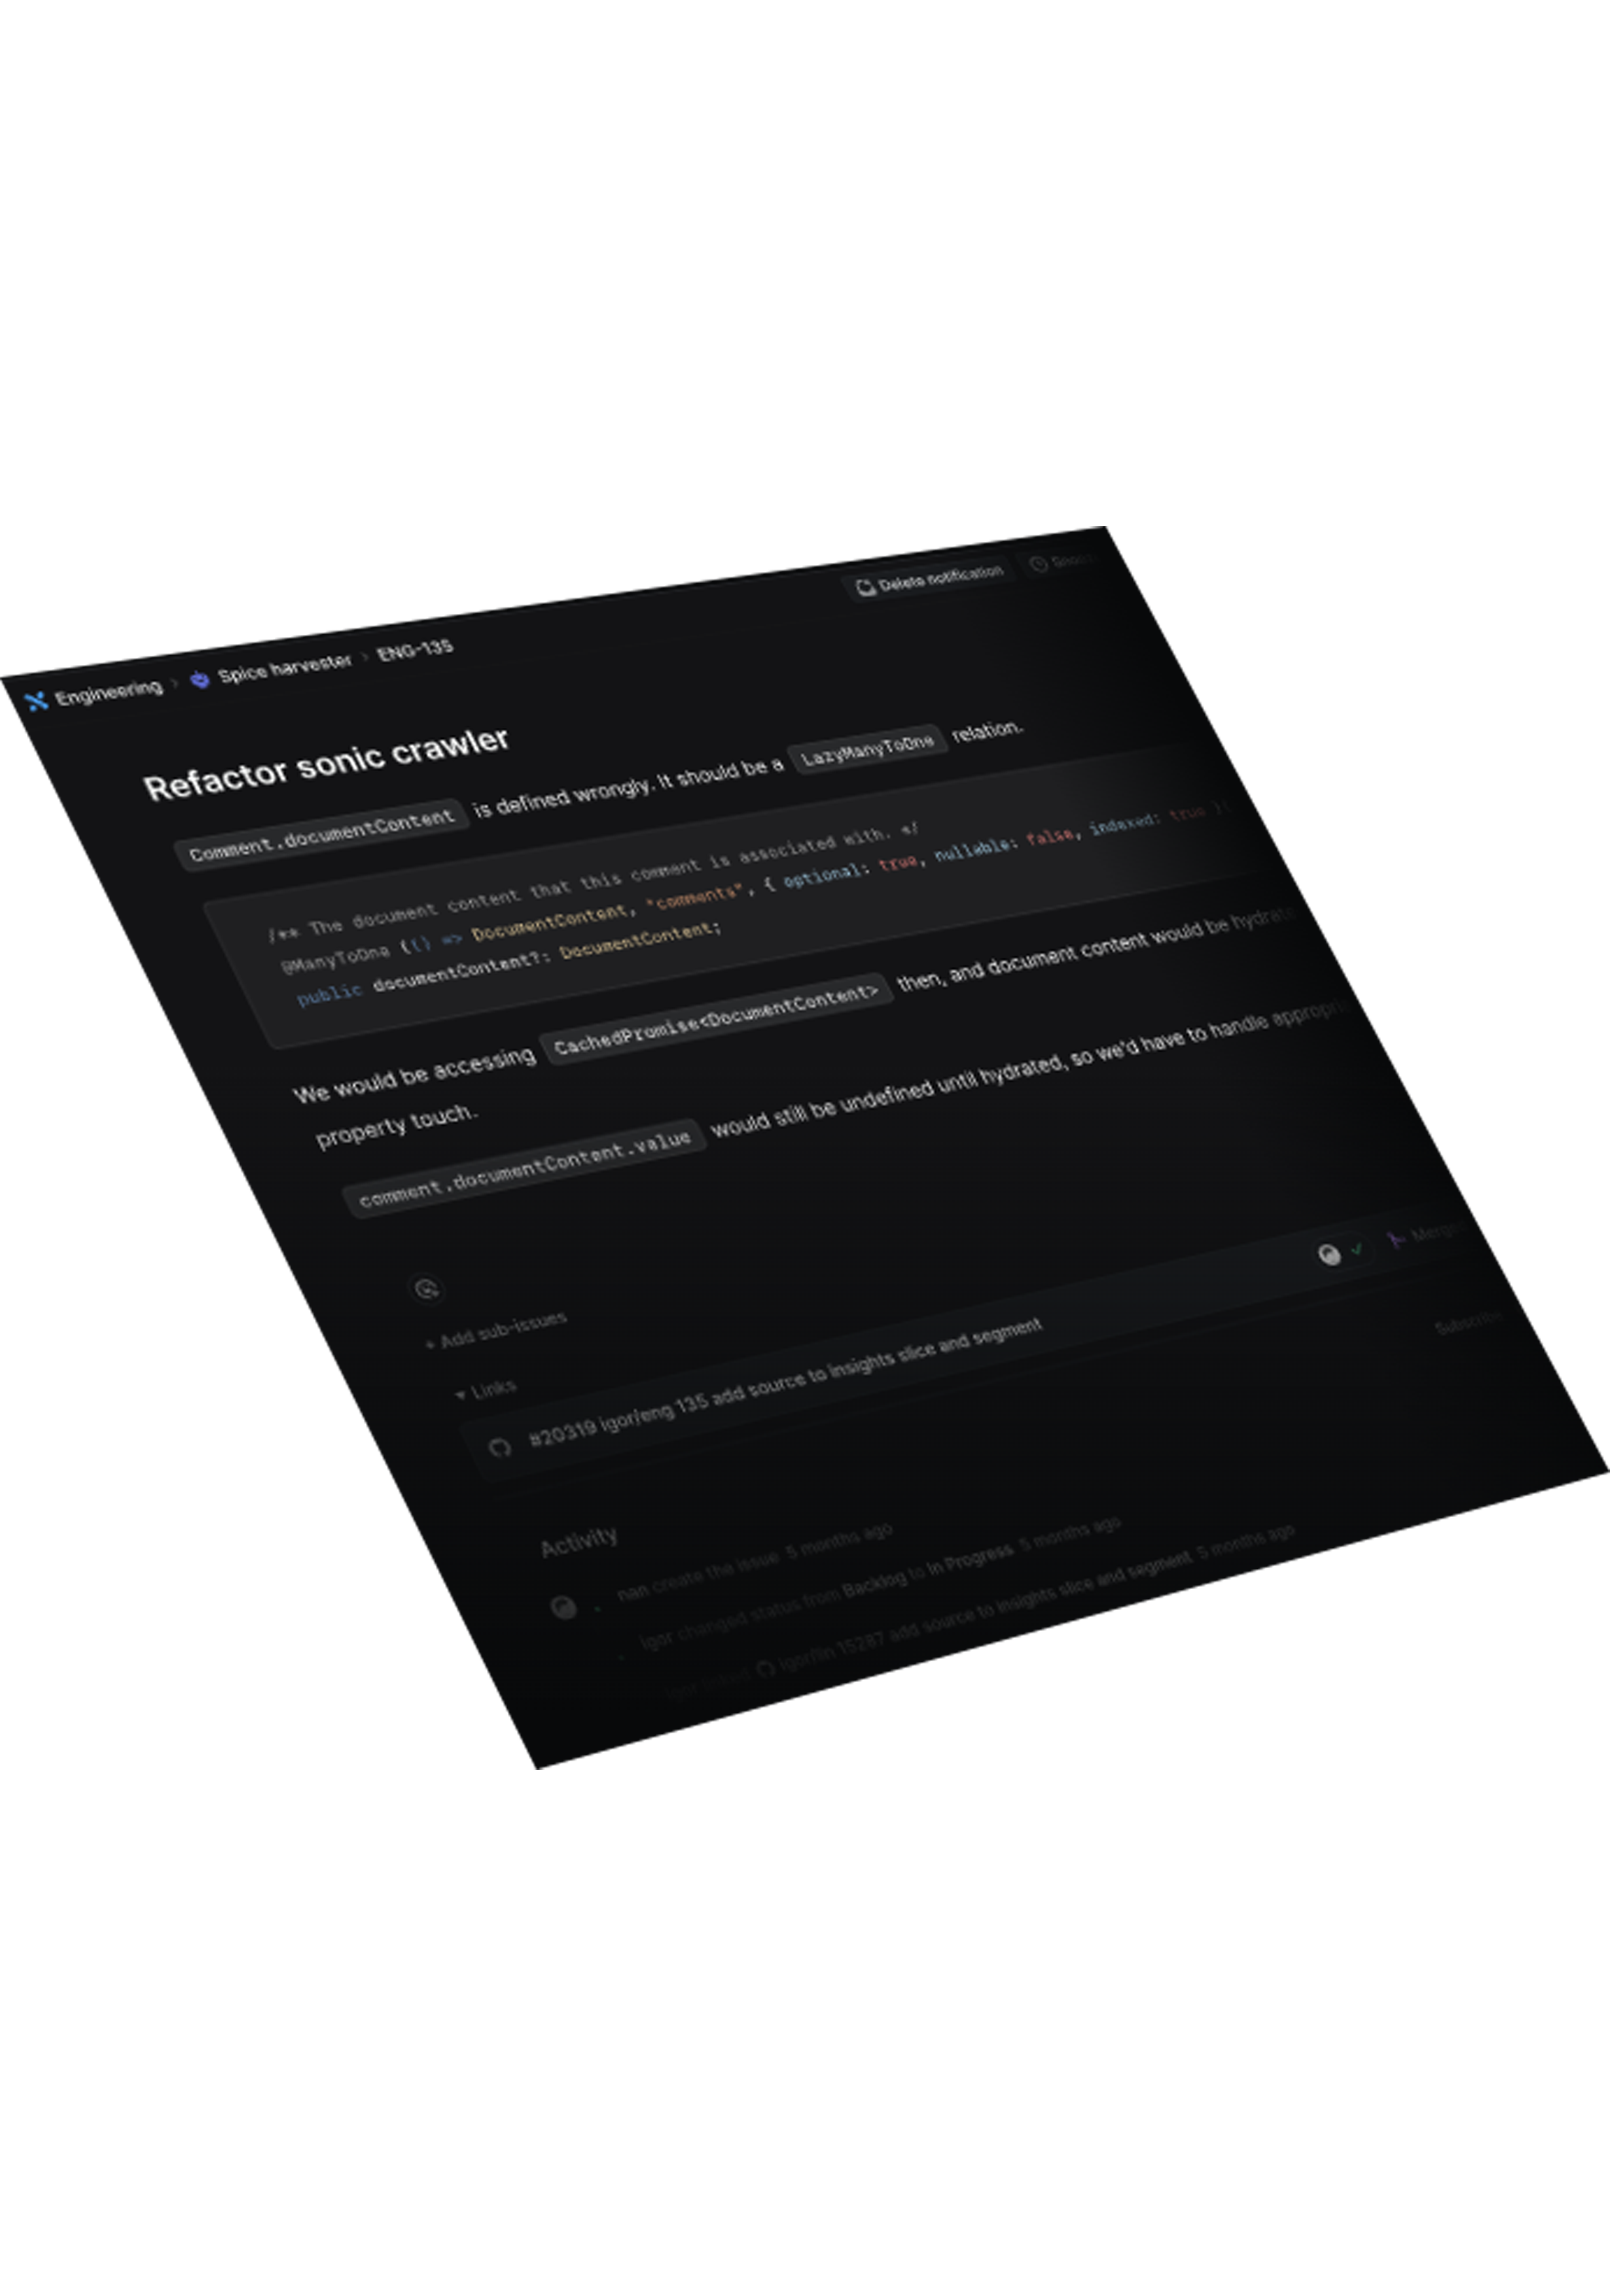 Engineering › Spice harvester › ENG-135
Delete notification
Refactor sonic crawler
Comment.documentContent is defined wrongly. It should be a LazyManyToOne relation.
/** The document content that this comment is associated with. */
@ManyToOne (() => DocumentContent, "comments", { optional: true, nullable: false, indexed: true })
public documentContent?: DocumentContent;
We would be accessing CachedPromise<DocumentContent> then, and document content would be hydrate
property touch.
comment.documentContent.value would still be undefined until hydrated, so we'd have to handle appropri
+ Add sub-issues
Links
#20319 igor/eng 135 add source to insights slice and segment
Merge
Subscribe
Activity
nan create the issue 5 months ago
igor changed status from Backlog to In Progress 5 months ago
igor linked igor/lin 15287 add source to insights slice and segment 5 months ago